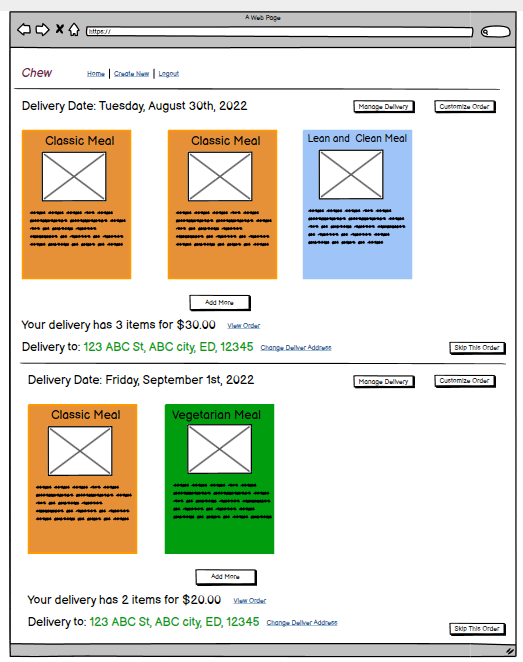 A Web Page
https://
Chew
Home | Create New | Logout
Delivery Date: Tuesday, August 30th, 2022
Manage Delivery
Customize Order
Classic Meal
Classic Meal
Lean and Clean Meal
Add More
Your delivery has 3 items for $30.00 View Order
Delivery to: 123 ABC St, ABC city, ED, 12345 Change Deliver Address
Skip This Order
Delivery Date: Friday, September 1st, 2022
Manage Delivery
Customize Order
Classic Meal
Vegetarian Meal
Add More
Your delivery has 2 items for $20.00 View Order
Delivery to: 123 ABC St, ABC city, ED, 12345 Change Deliver Address
Skip This Order